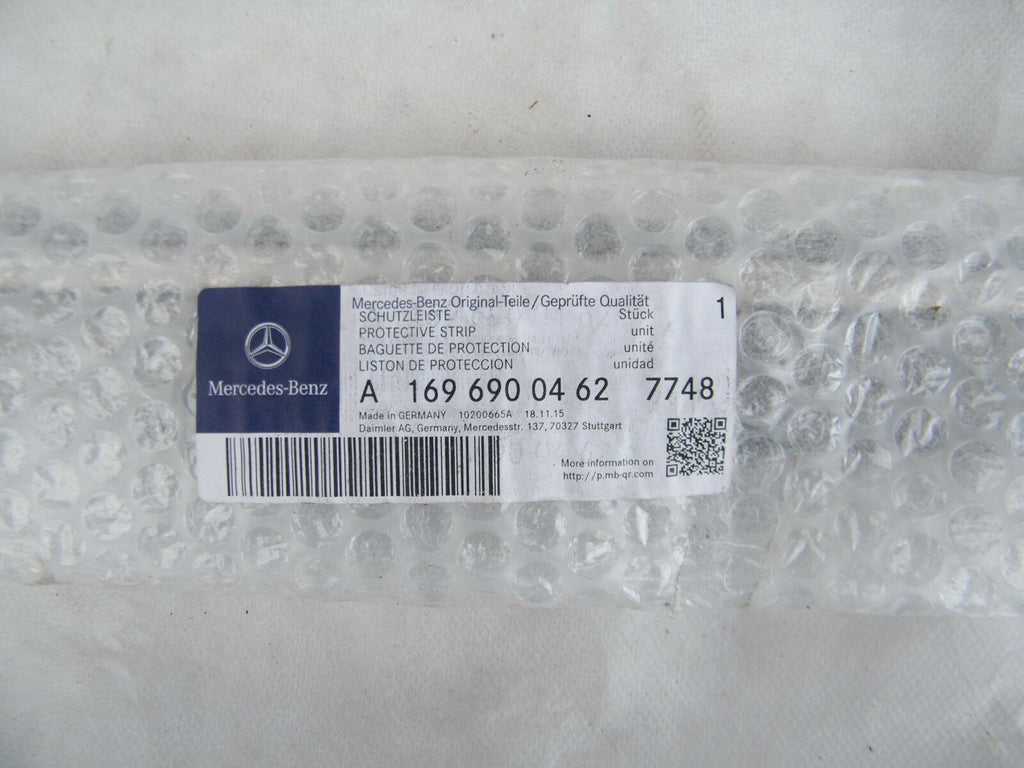 Mercedes-Benz Original-Teile/Geprüfte Qualität 1
SCHUTZLEISTE Stück
PROTECTIVE STRIP unit
BAGUETTE DE PROTECTION unité
LISTON DE PROTECCION unidad
Mercedes-Benz
A 169 690 04 62 7748
Made in GERMANY 10200665A 18.11.15
Daimler AG, Germany, Mercedesstr. 137, 70327 Stuttgart
More information on
http://p.mb-qr.com